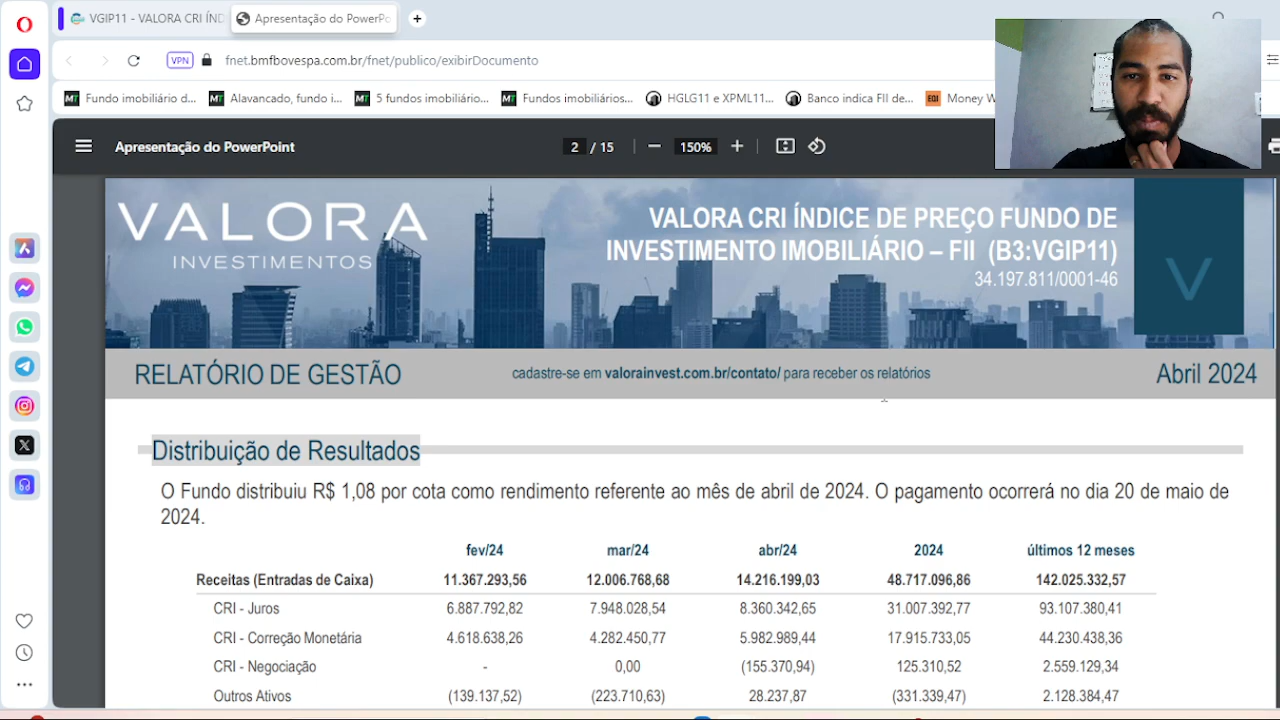 VGIP11 - VALORA CRI ÍND
Apresentação do PowerPo
VPN
fnet.bmfbovespa.com.br/fnet/publico/exibirDocumento
Fundo imobiliário d...
Alavancado, fundo i...
5 fundos imobiliário...
Fundos imobiliários...
HGLG11 e XPML11...
Banco indica FII de...
EQI
Money W
Apresentação do PowerPoint
2 / 15
150%
VALORA
INVESTIMENTOS
VALORA CRI ÍNDICE DE PREÇO FUNDO DE
INVESTIMENTO IMOBILIÁRIO – FII (B3:VGIP11)
34.197.811/0001-46
V
RELATÓRIO DE GESTÃO
cadastre-se em valorainvest.com.br/contato/ para receber os relatórios
Abril 2024
Distribuição de Resultados
O Fundo distribuiu R$ 1,08 por cota como rendimento referente ao mês de abril de 2024. O pagamento ocorrerá no dia 20 de maio de
2024.
fev/24 mar/24 abr/24 2024 últimos 12 meses
Receitas (Entradas de Caixa) 11.367.293,56 12.006.768,68 14.216.199,03 48.717.096,86 142.025.332,57
CRI - Juros 6.887.792,82 7.948.028,54 8.360.342,65 31.007.392,77 93.107.380,41
CRI - Correção Monetária 4.618.638,26 4.282.450,77 5.982.989,44 17.915.733,05 44.230.438,36
CRI - Negociação - 0,00 (155.370,94) 125.310,52 2.559.129,34
Outros Ativos (139.137,52) (223.710,63) 28.237,87 (331.339,47) 2.128.384,47